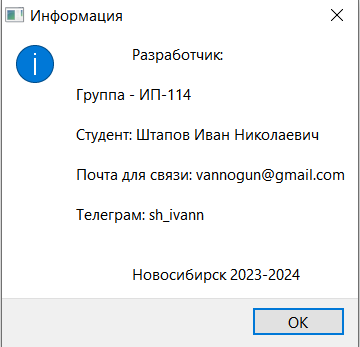 Информация
Разработчик:
Группа - ИП-114
Студент: Штапов Иван Николаевич
Почта для связи: vannogun@gmail.com
Телеграм: sh_ivann
Новосибирск 2023-2024
OK